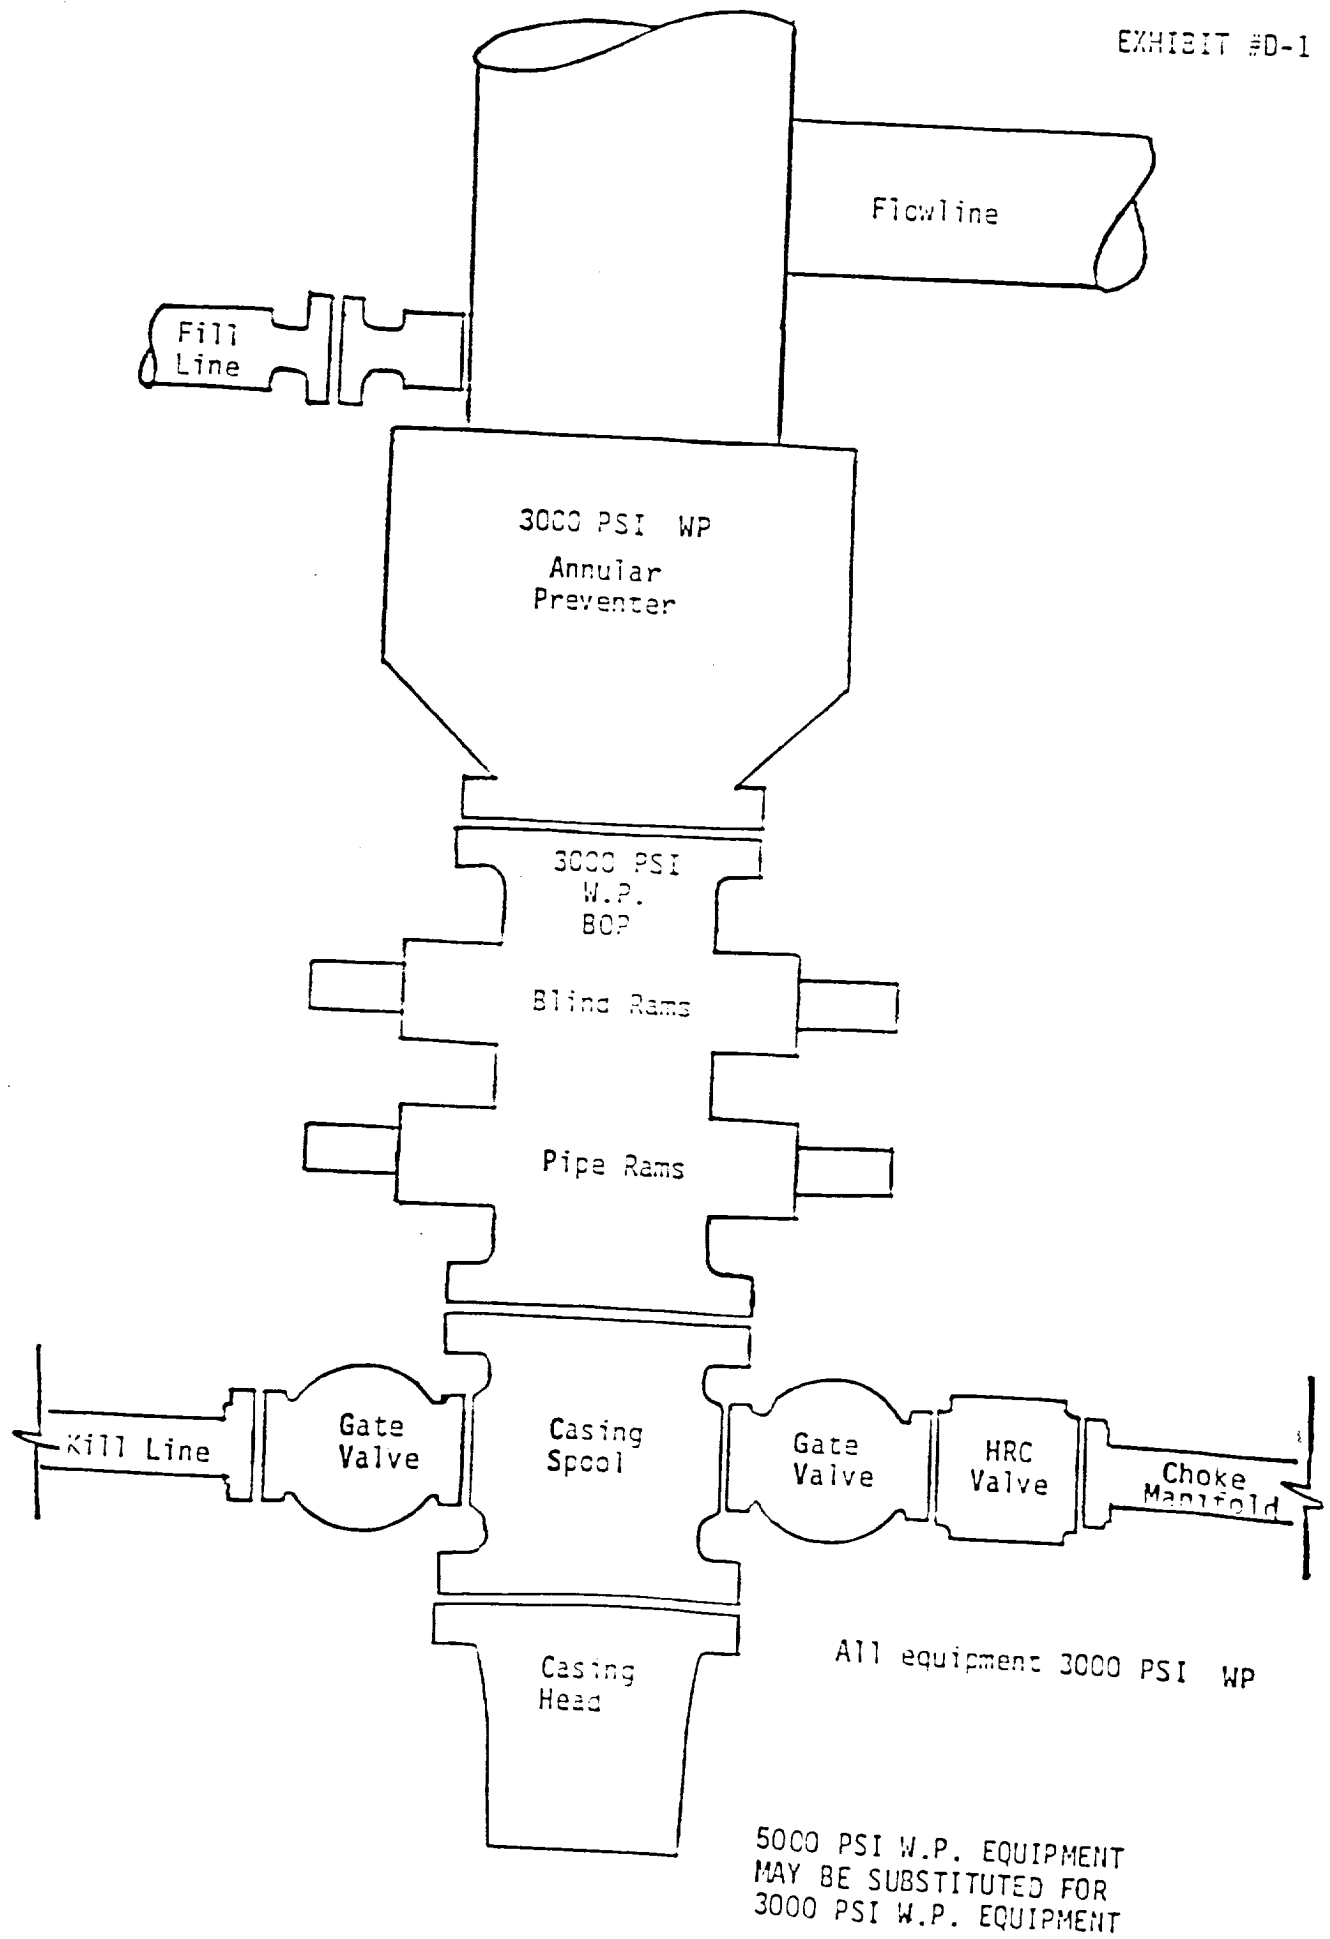 EXHIBIT #D-1
Flowline
Fill
Line
3000 PSI WP
Annular
Preventer
3000 PSI
W.P.
BOP
Blind Rams
Pipe Rams
Kill Line
Gate
Valve
Casing
Spool
Gate
Valve
HRC
Valve
Choke
Manifold
All equipment 3000 PSI WP
Casing
Head
5000 PSI W.P. EQUIPMENT
MAY BE SUBSTITUTED FOR
3000 PSI W.P. EQUIPMENT